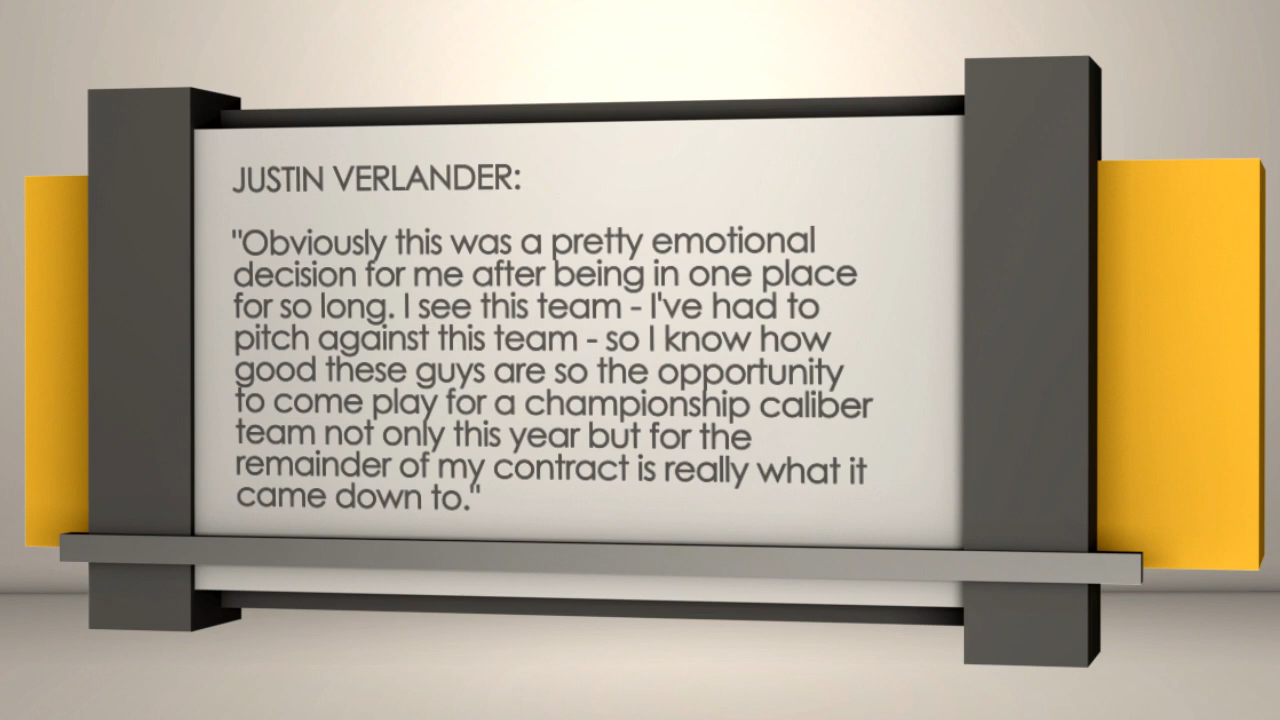 JUSTIN VERLANDER:
"Obviously this was a pretty emotional
decision for me after being in one place
for so long. I see this team - I've had to
pitch against this team - so I know how
good these guys are so the opportunity
to come play for a championship caliber
team not only this year but for the
remainder of my contract is really what it
came down to."